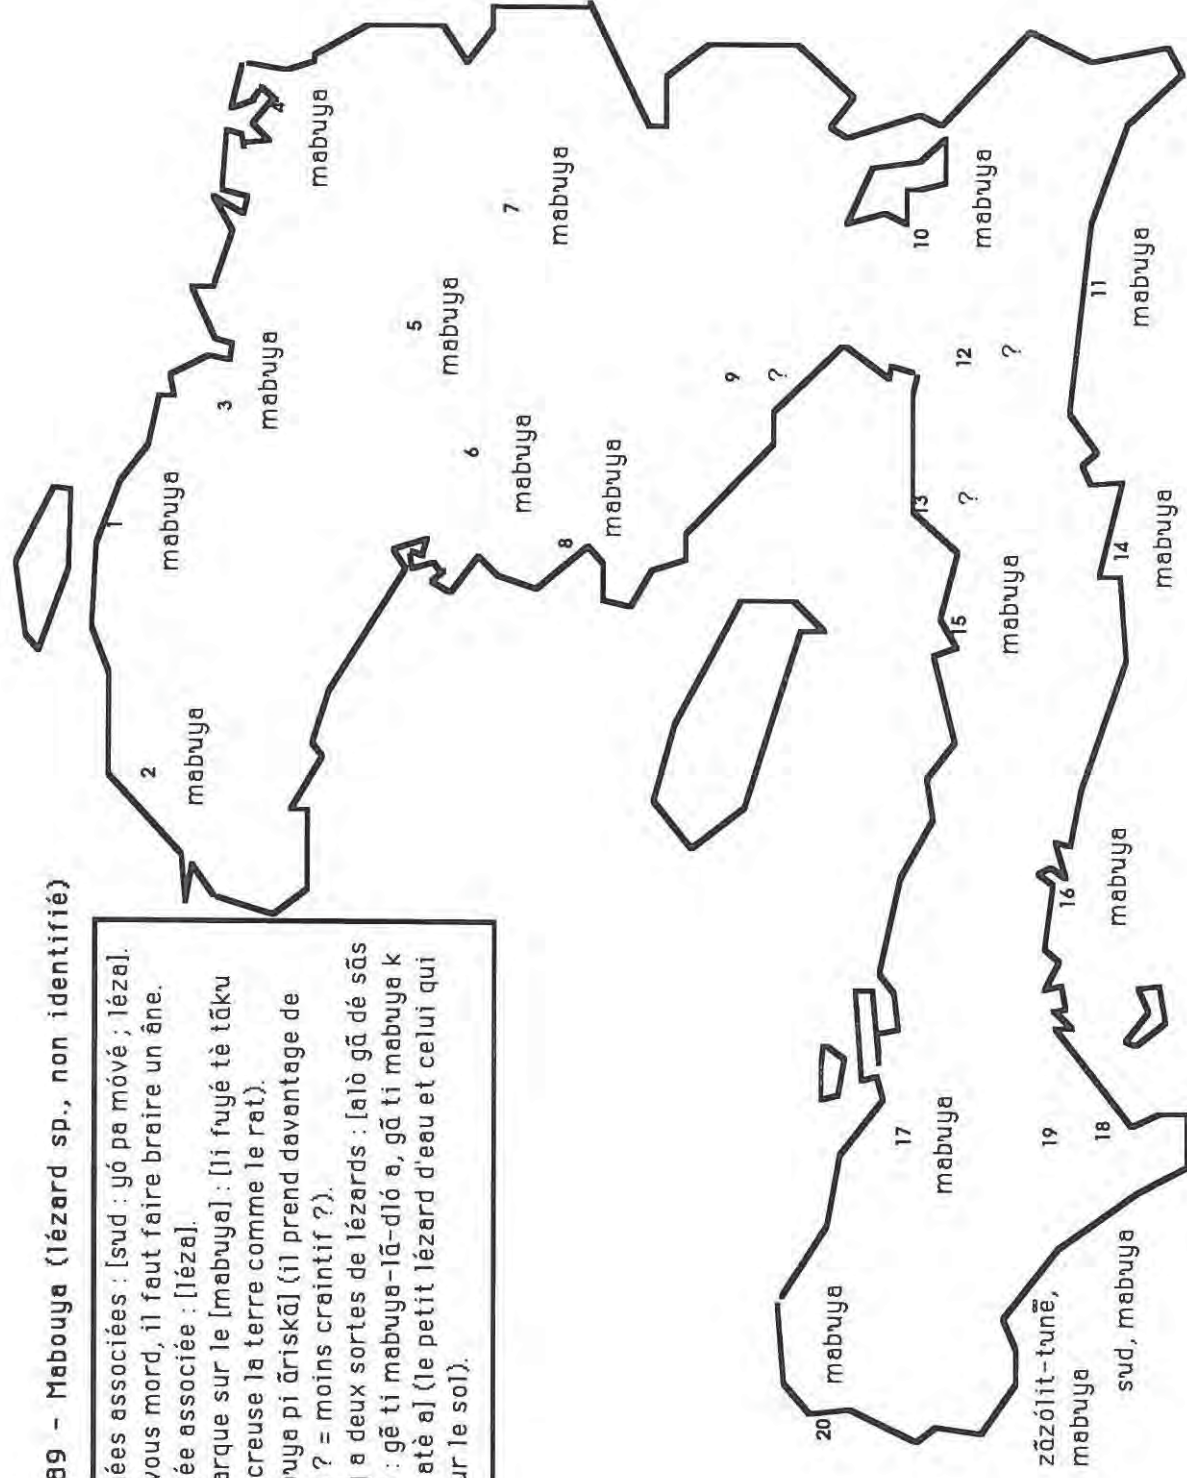 89 - Mabouya (lézard sp., non identifié)
ées associées : [sud : yó pa móvé ; léza].
vous mord, il faut faire braire un âne.
ée associée : [léza].
arque sur le [mabuya] : [li fuyé tè tãku
creuse la terre comme le rat).
uya pi ãriskã] (il prend davantage de
? = moins craintif ?).
a deux sortes de lézards : [alò gã dé sãs
: gẽ ti mabuya-lã-dló a, gã ti mabuya k
atè a] (le petit lézard d'eau et celui qui
ur le sol).
1
mabuya
2
mabuya
3
mabuya
4
mabuya
5
mabuya
6
mabuya
7
mabuya
8
mabuya
9
?
10
mabuya
11
mabuya
12
?
13
?
14
mabuya
15
mabuya
16
mabuya
17
mabuya
18
sud, mabuya
19
zãzólit-tunẽ,
mabuya
20
mabuya